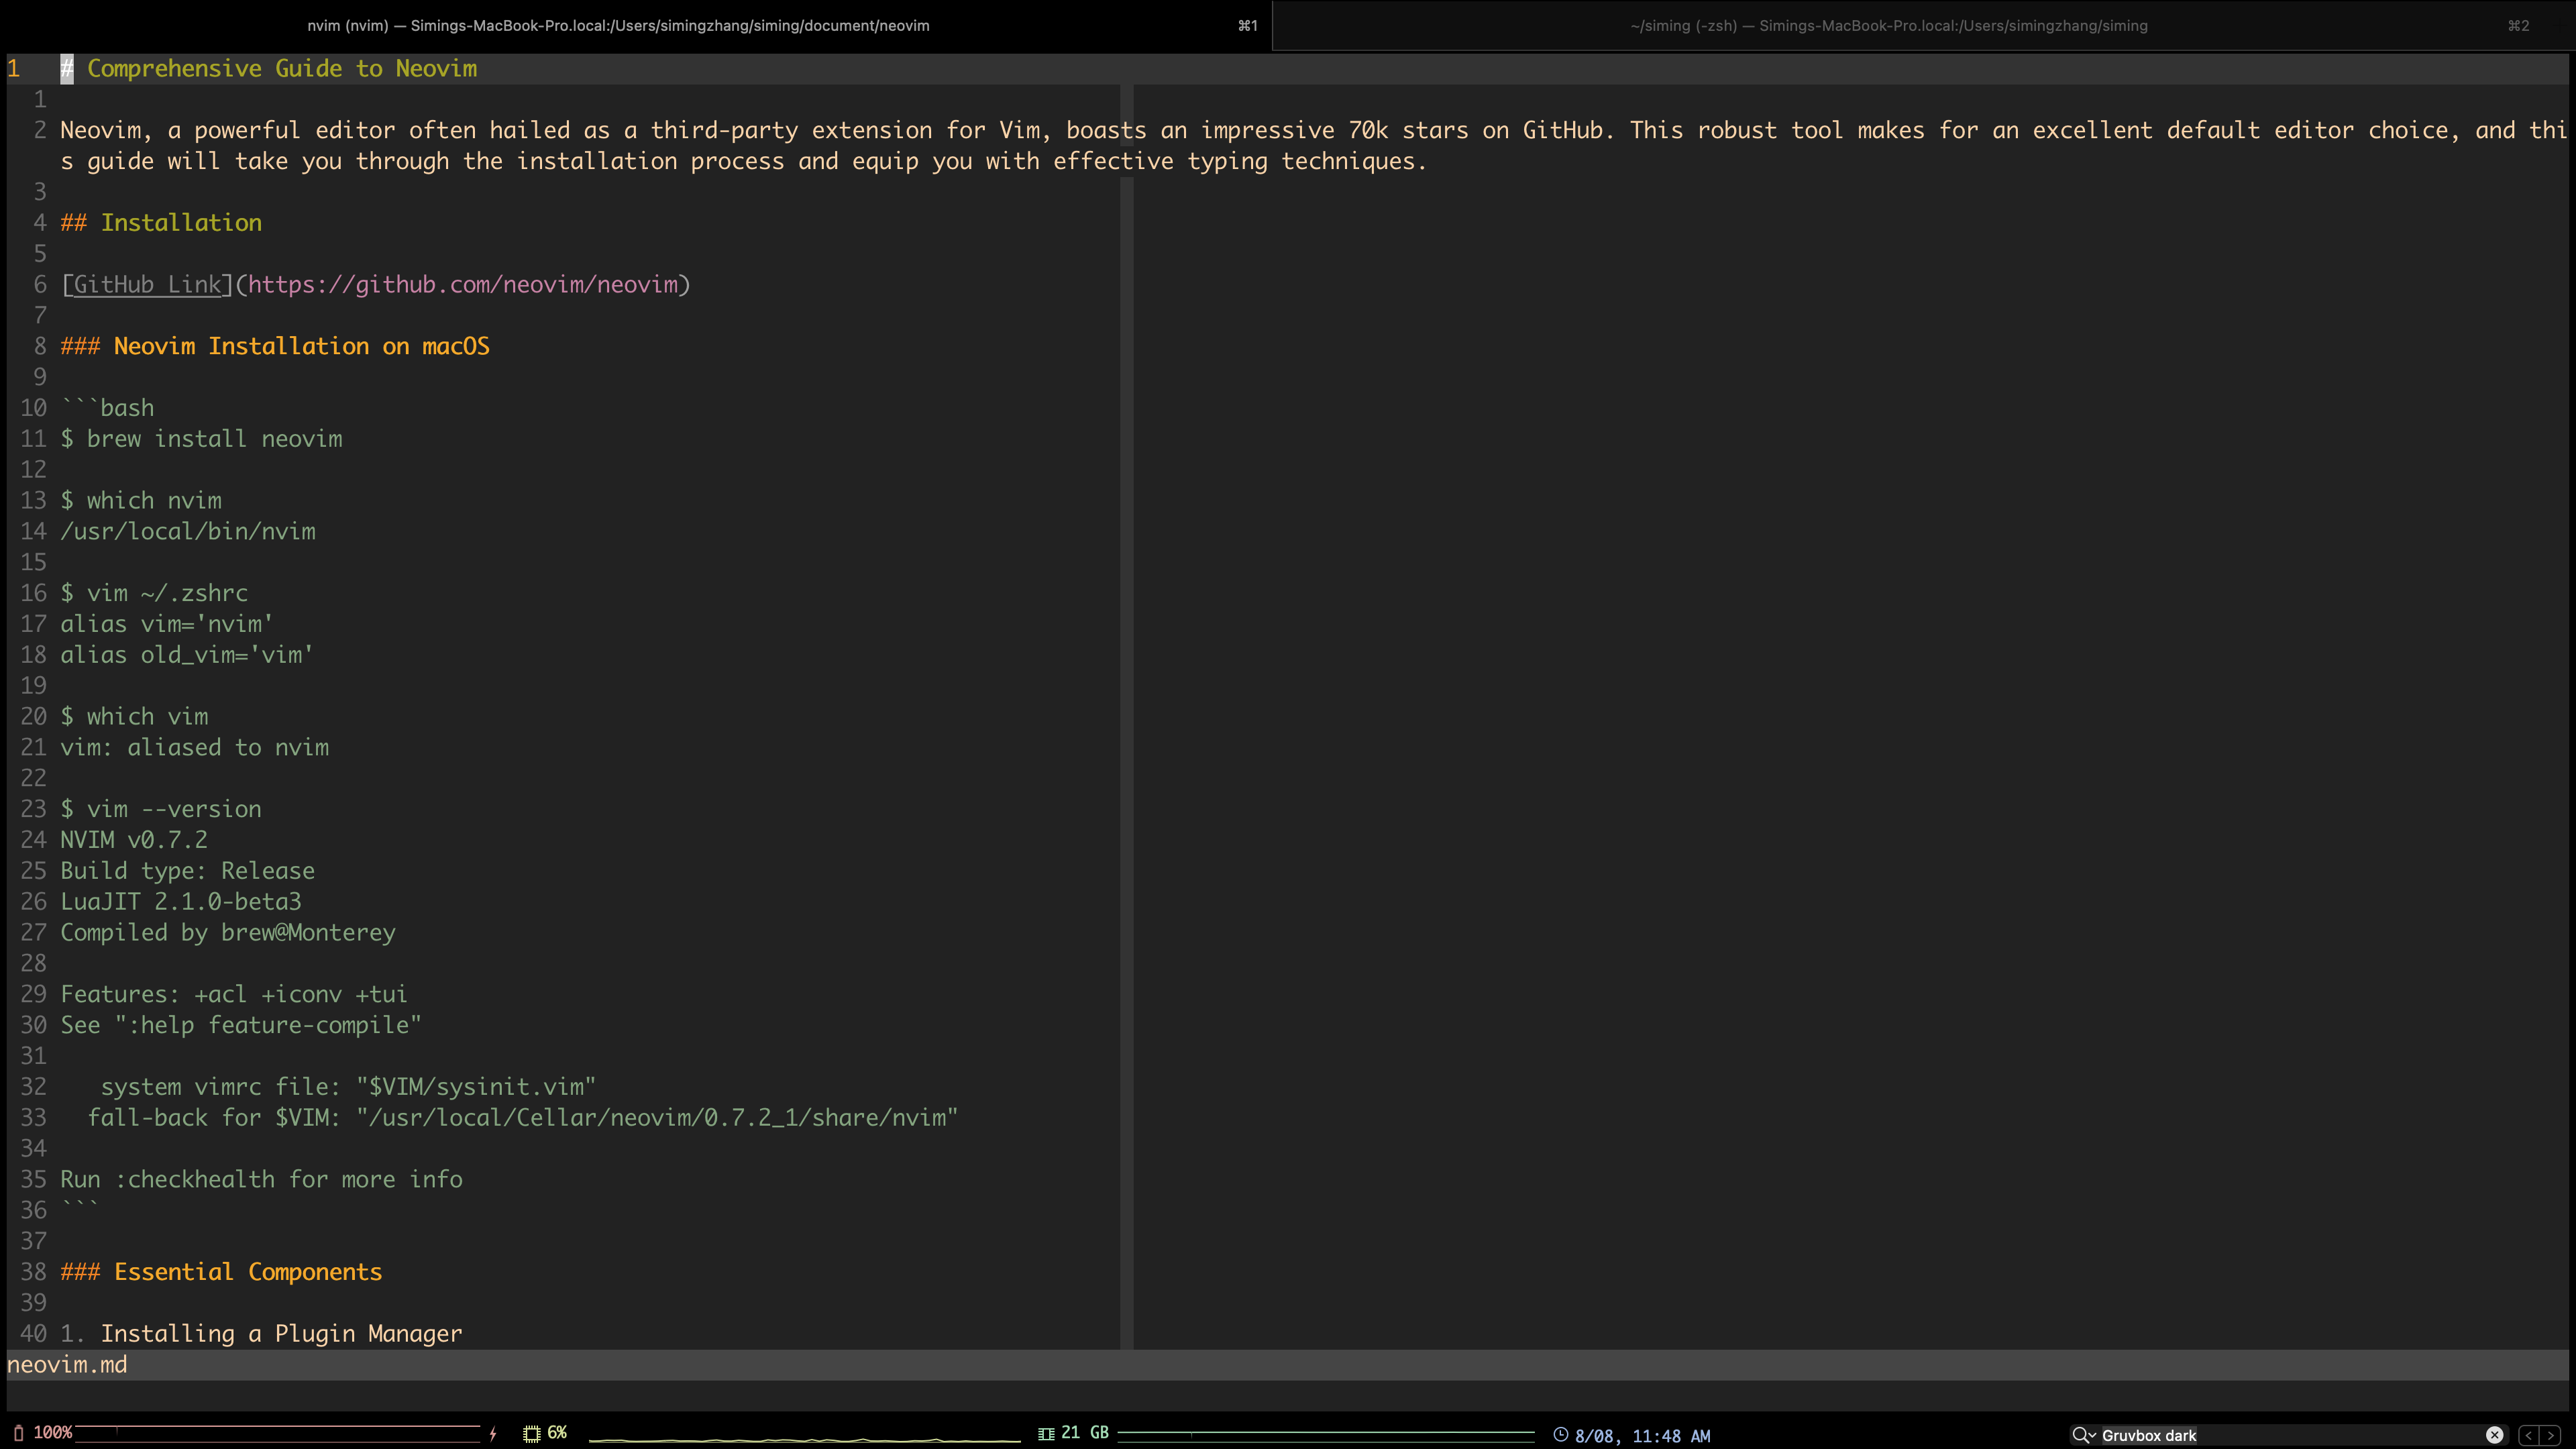 nvim (nvim) — Simings-MacBook-Pro.local:/Users/simingzhang/siming/document/neovim ⌘1 ~/siming (-zsh) — Simings-MacBook-Pro.local:/Users/simingzhang/siming ⌘2
1 # Comprehensive Guide to Neovim
1
2 Neovim, a powerful editor often hailed as a third-party extension for Vim, boasts an impressive 70k stars on GitHub. This robust tool makes for an excellent default editor choice, and thi
s guide will take you through the installation process and equip you with effective typing techniques.
3
4 ## Installation
5
6 [GitHub Link](https://github.com/neovim/neovim)
7
8 ### Neovim Installation on macOS
9
10 ```bash
11 $ brew install neovim
12
13 $ which nvim
14 /usr/local/bin/nvim
15
16 $ vim ~/.zshrc
17 alias vim='nvim'
18 alias old_vim='vim'
19
20 $ which vim
21 vim: aliased to nvim
22
23 $ vim --version
24 NVIM v0.7.2
25 Build type: Release
26 LuaJIT 2.1.0-beta3
27 Compiled by brew@Monterey
28
29 Features: +acl +iconv +tui
30 See ":help feature-compile"
31
32    system vimrc file: "$VIM/sysinit.vim"
33   fall-back for $VIM: "/usr/local/Cellar/neovim/0.7.2_1/share/nvim"
34
35 Run :checkhealth for more info
36 ```
37
38 ### Essential Components
39
40 1. Installing a Plugin Manager
neovim.md
100% 6% 21 GB 8/08, 11:48 AM Gruvbox dark